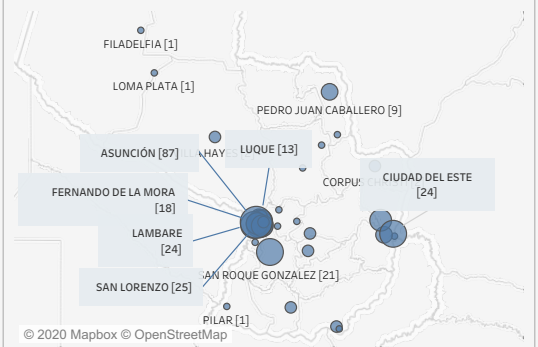 FILADELFIA [1]
LOMA PLATA [1]
PEDRO JUAN CABALLERO [9]
ASUNCIÓN [87]
HAYES
LUQUE [13]
FERNANDO DE LA MORA
[18]
CORPUS
CIUDAD DEL ESTE
[24]
LAMBARE
[24]
SAN ROQUE GONZALEZ [21]
SAN LORENZO [25]
PILAR [1]
© 2020 Mapbox © OpenStreetMap